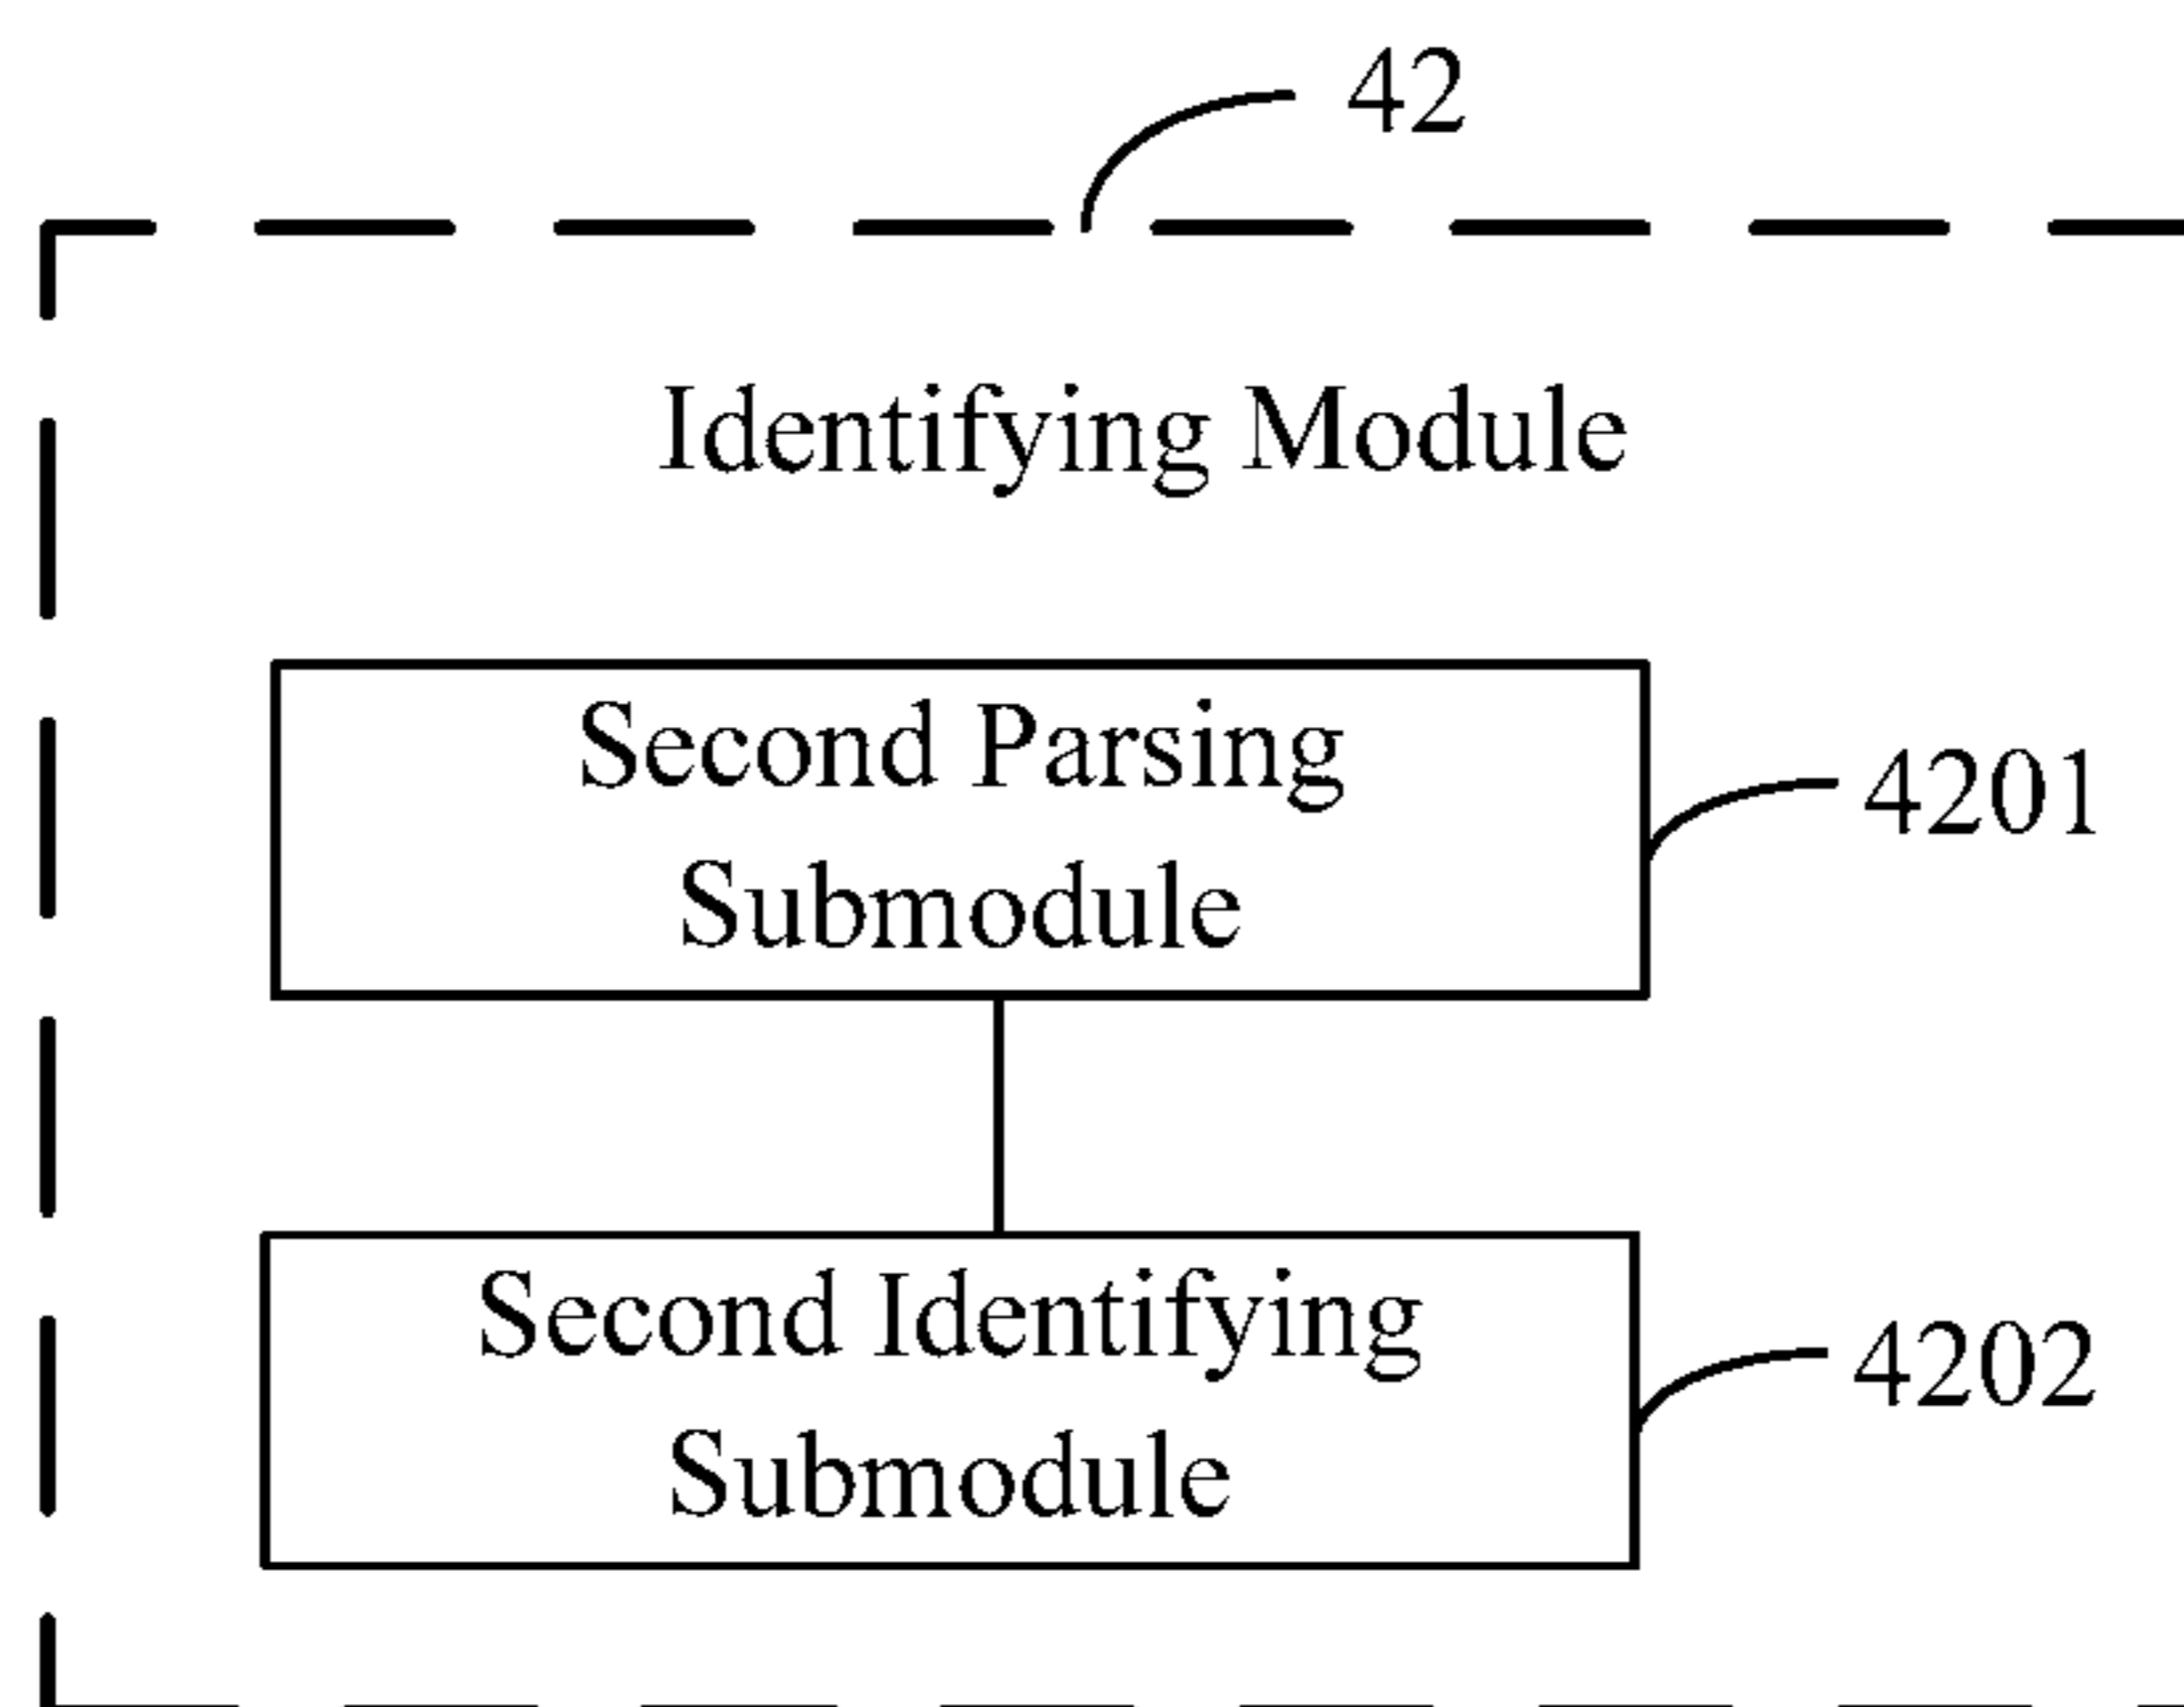 42
Identifying Module
Second Parsing
Submodule
4201
Second Identifying
Submodule
4202